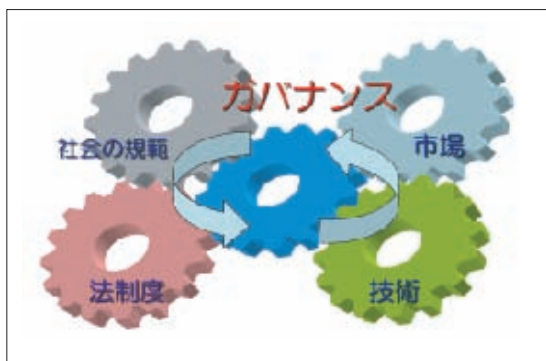 ガバナンス
社会の規範
市場
法制度
技術